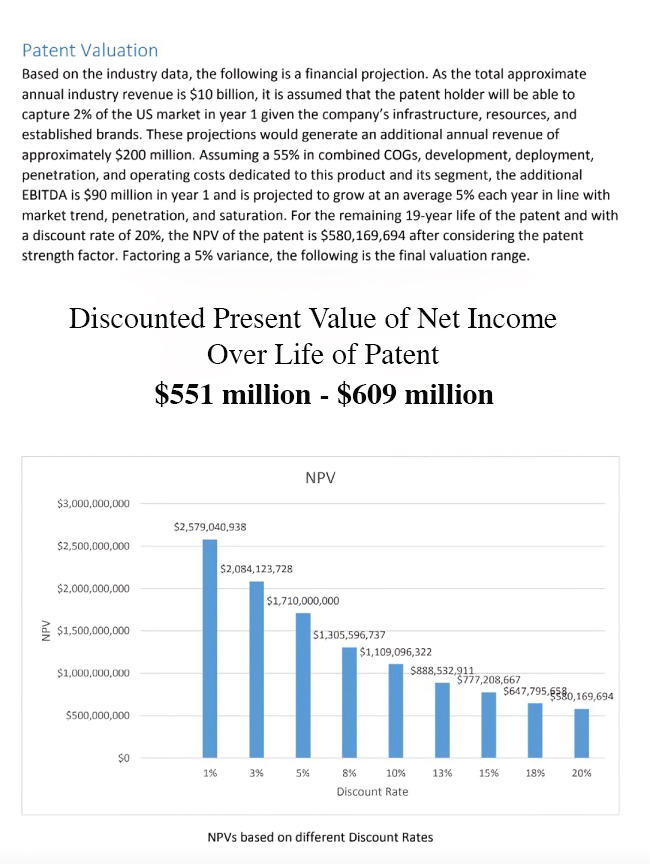 Patent Valuation
Based on the industry data, the following is a financial projection. As the total approximate
annual industry revenue is $10 billion, it is assumed that the patent holder will be able to
capture 2% of the US market in year 1 given the company's infrastructure, resources, and
established brands. These projections would generate an additional annual revenue of
approximately $200 million. Assuming a 55% in combined COGs, development, deployment,
penetration, and operating costs dedicated to this product and its segment, the additional
EBITDA is $90 million in year 1 and is projected to grow at an average 5% each year in line with
market trend, penetration, and saturation. For the remaining 19-year life of the patent and with
a discount rate of 20%, the NPV of the patent is $580,169,694 after considering the patent
strength factor. Factoring a 5% variance, the following is the final valuation range.
Discounted Present Value of Net Income
Over Life of Patent
$551 million - $609 million
NPV
$3,000,000,000
$2,579,040,938
$2,500,000,000
$2,084,123,728
$2,000,000,000
$1,710,000,000
NPV
$1,500,000,000
$1,305,596,737
$1,109,096,322
$1,000,000,000
$888,532,911
$777,208,667
$647,795,658
$580,169,694
$500,000,000
$0
1% 3% 5% 8% 10% 13% 15% 18% 20%
Discount Rate
NPVs based on different Discount Rates